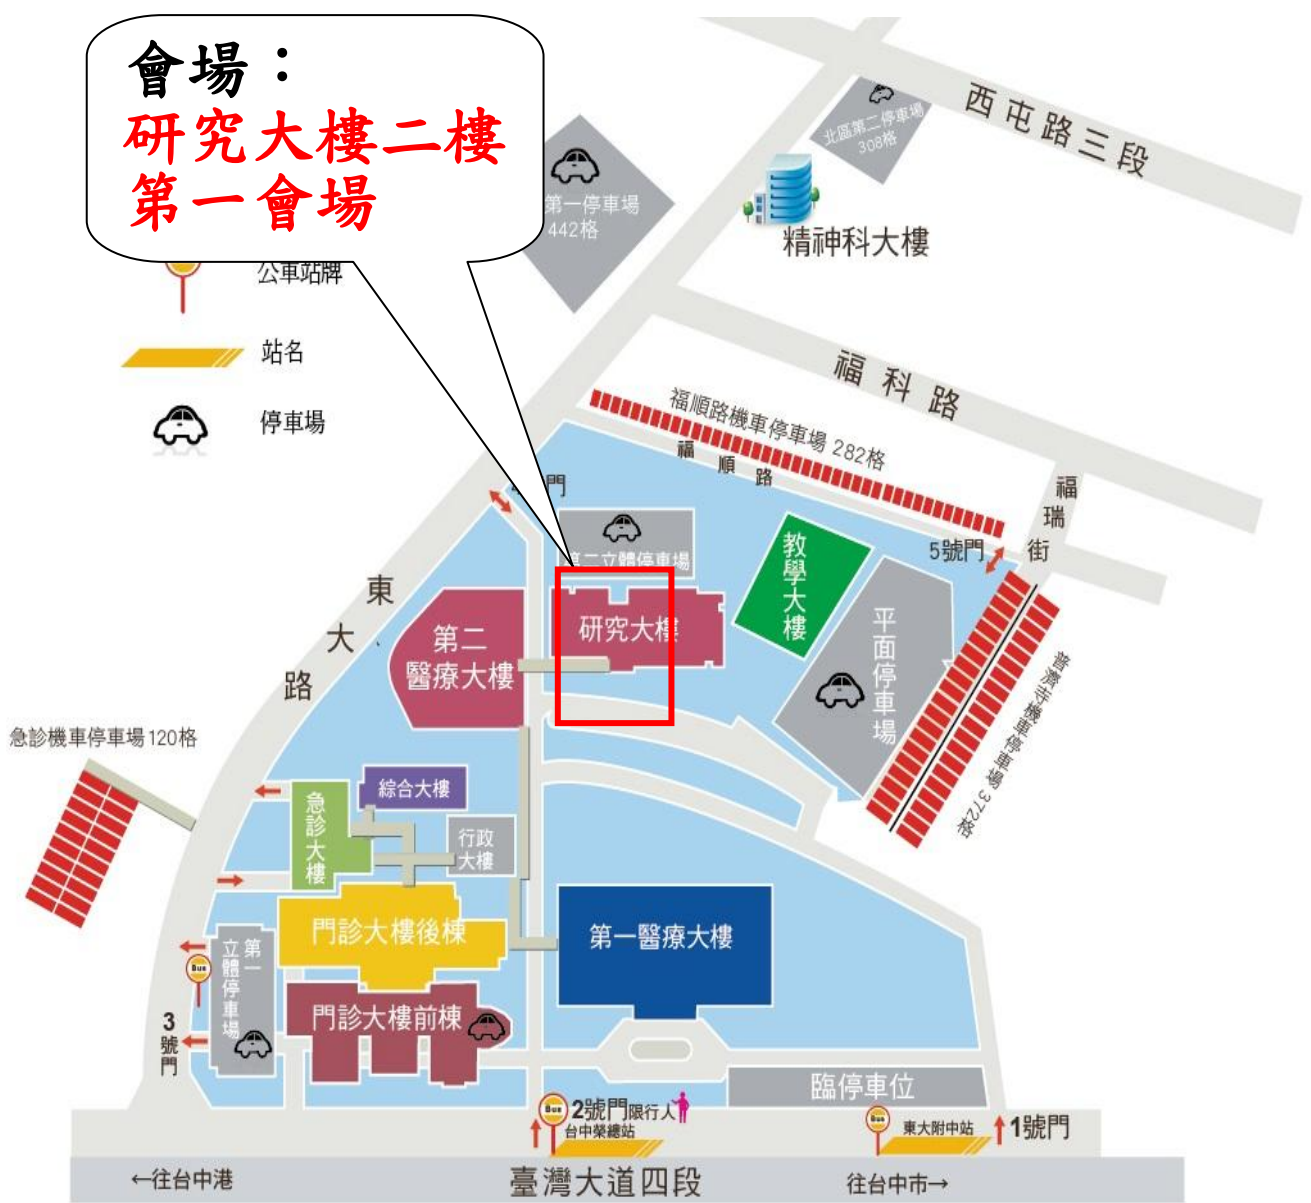 會場：
研究大樓二樓
第一會場
公車站牌
站名
停車場
第一停車場
442格
北區第二停車場
308格
西屯路三段
精神科大樓
福科路
福順路機車停車場 282格
福順路
福瑞街
門
5號門
第二立體停車場
教學大樓
平面停車場
研究大樓
第二
醫療大樓
東大路
普濟寺機車停車場 372格
急診機車停車場120格
綜合大樓
急診大樓
行政
大樓
門診大樓後棟
第一醫療大樓
第一
立體停車場
門診大樓前棟
3號門
Bus
臨停車位
Bus
2號門限行人
台中榮總站
Bus
東大附中站
1號門
←往台中港
臺灣大道四段
往台中市→